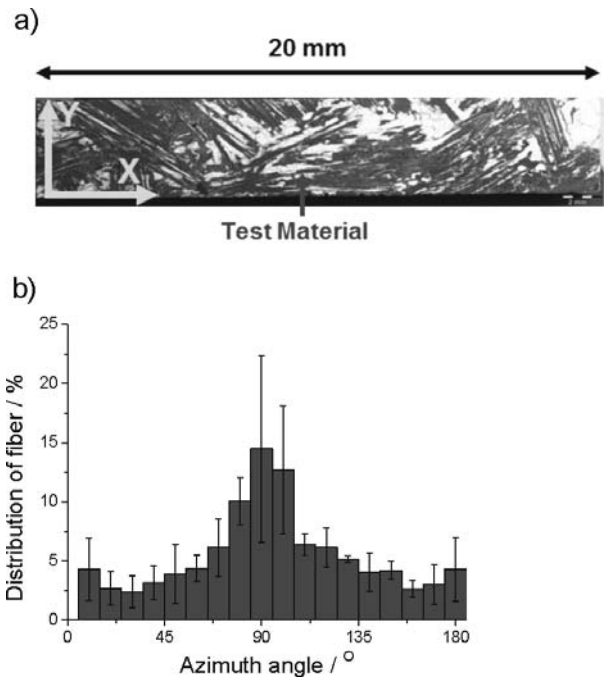 a)
20 mm
Y
X
Test Material
b)
25
20
15
10
5
0
Distribution of fiber / %
0 45 90 135 180
Azimuth angle / °